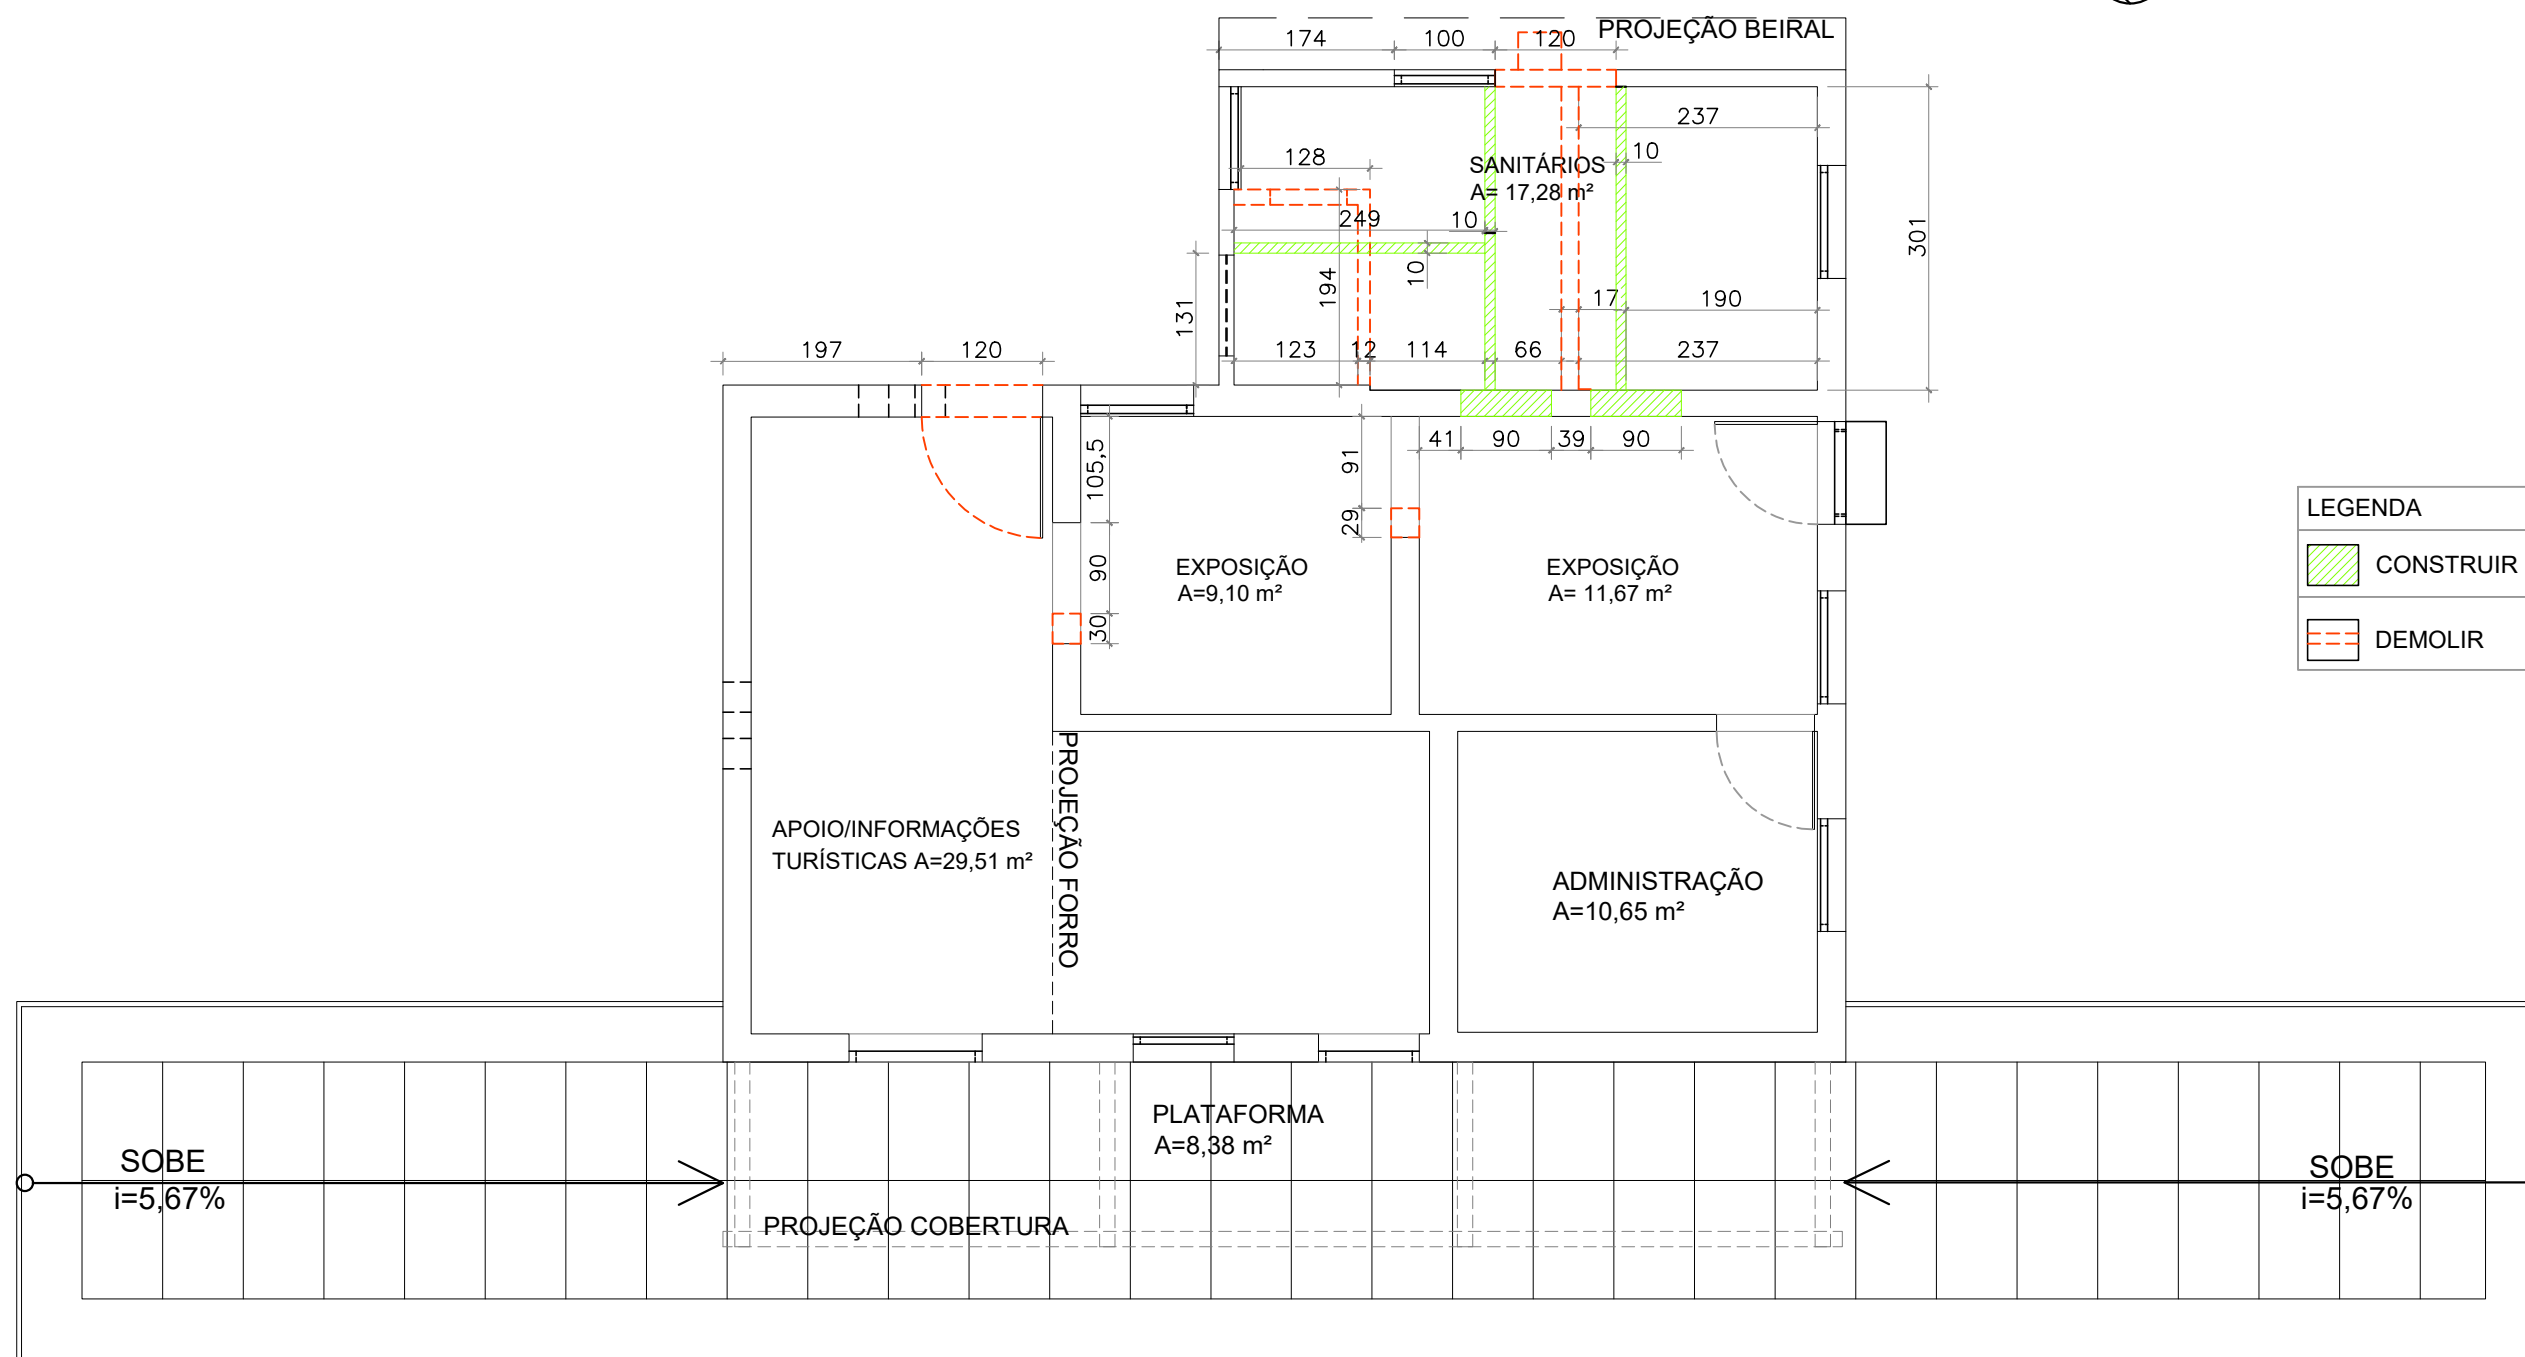 PROJEÇÃO BEIRAL
174
100
120
237
128
10
SANITÁRIOS
A= 17,28 m²
249
10
301
10
194
131
17
190
197
120
123
12
114
66
237
41
90
39
90
105,5
91
29
90
30
EXPOSIÇÃO
A=9,10 m²
EXPOSIÇÃO
A= 11,67 m²
LEGENDA
CONSTRUIR
DEMOLIR
PROJEÇÃO FORRO
APOIO/INFORMAÇÕES
TURÍSTICAS A=29,51 m²
ADMINISTRAÇÃO
A=10,65 m²
PLATAFORMA
A=8,38 m²
SOBE
i=5,67%
SOBE
i=5,67%
PROJEÇÃO COBERTURA